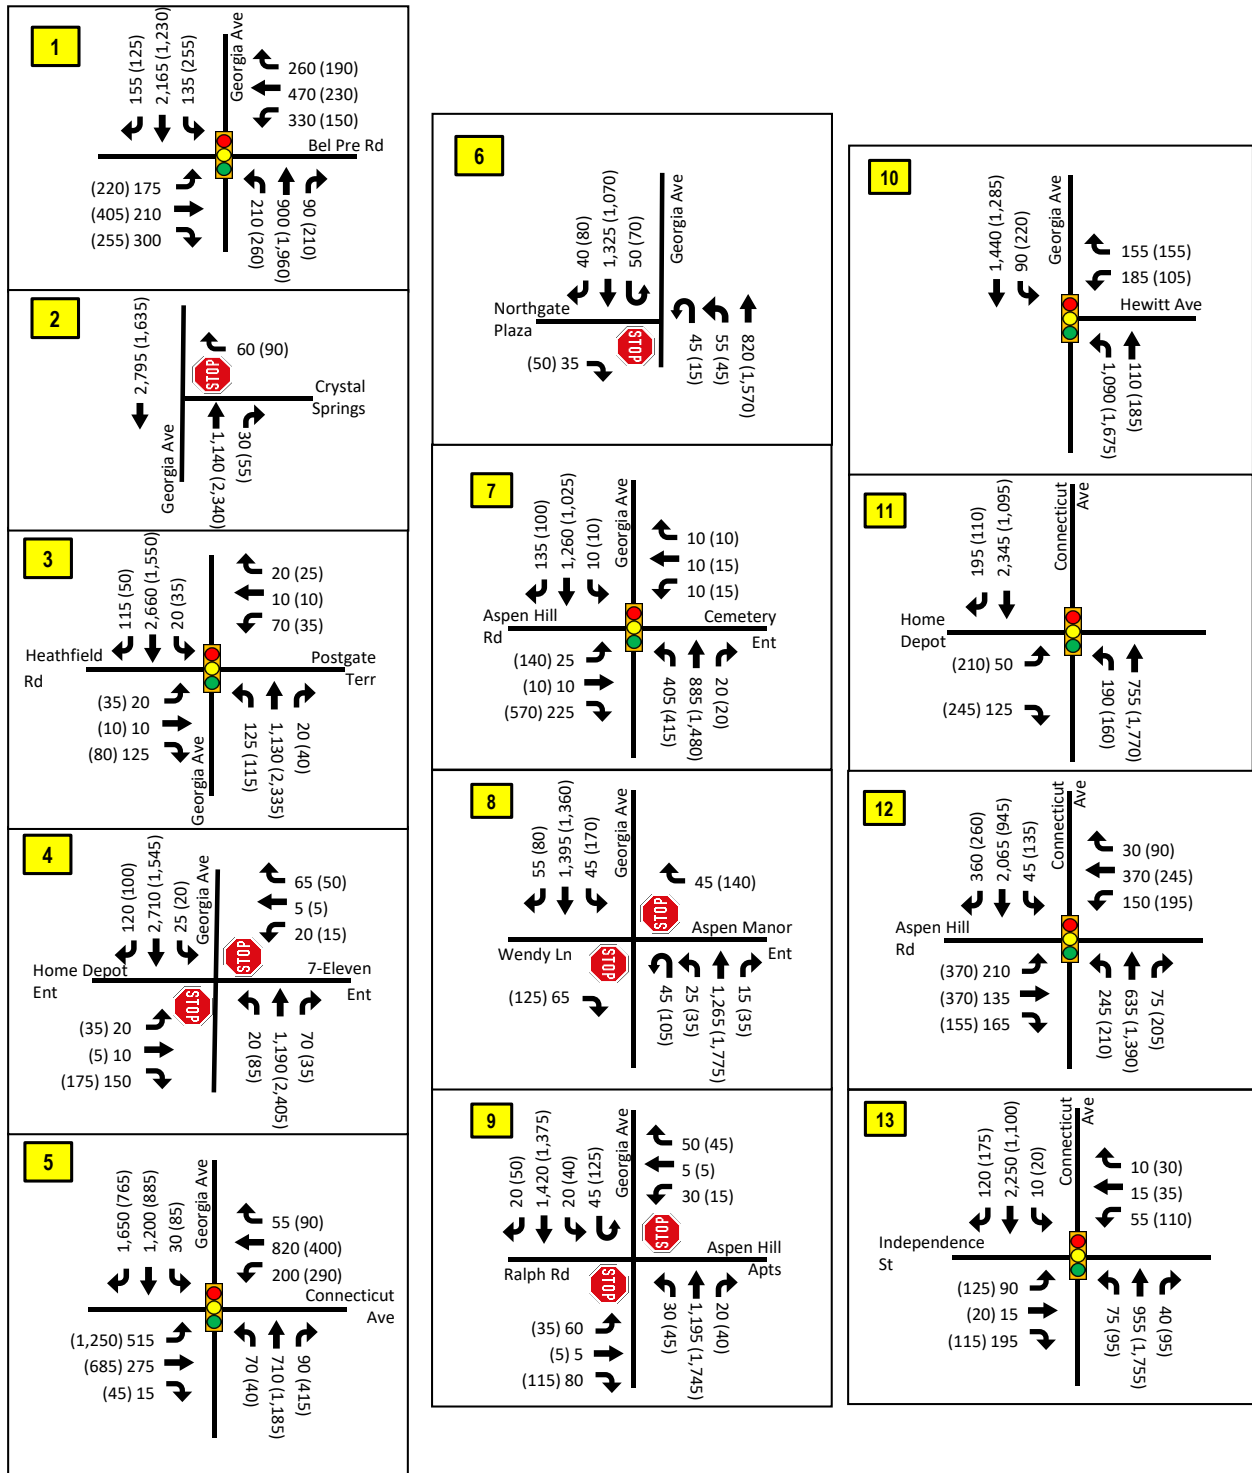 1
155 (125)
2,165 (1,230)
135 (255)
Georgia Ave
260 (190)
470 (230)
330 (150)
Bel Pre Rd
(220) 175
(405) 210
(255) 300
210 (260)
900 (1,960)
90 (210)
2
2,795 (1,635)
60 (90)
STOP
Crystal
Springs
Georgia Ave
1,140 (2,340)
30 (55)
3
115 (50)
2,660 (1,550)
20 (35)
20 (25)
10 (10)
70 (35)
Heathfield
Rd
Postgate
Terr
(35) 20
(10) 10
(80) 125
Georgia Ave
125 (115)
1,130 (2,335)
20 (40)
4
120 (100)
2,710 (1,545)
25 (20)
Georgia Ave
65 (50)
5 (5)
20 (15)
STOP
Home Depot
Ent
7-Eleven
Ent
STOP
(35) 20
(5) 10
(175) 150
20 (85)
1,190 (2,405)
70 (35)
5
1,650 (765)
1,200 (885)
30 (85)
Georgia Ave
55 (90)
820 (400)
200 (290)
Connecticut
Ave
(1,250) 515
(685) 275
(45) 15
70 (40)
710 (1,185)
90 (415)
6
40 (80)
1,325 (1,070)
50 (70)
Georgia Ave
Northgate
Plaza
STOP
(50) 35
45 (15)
55 (45)
820 (1,570)
7
135 (100)
1,260 (1,025)
10 (10)
Georgia Ave
10 (10)
10 (15)
10 (15)
Aspen Hill
Rd
Cemetery
Ent
(140) 25
(10) 10
(570) 225
405 (415)
885 (1,480)
20 (20)
8
55 (80)
1,395 (1,360)
45 (170)
Georgia Ave
45 (140)
STOP
Wendy Ln
Aspen Manor
Ent
STOP
(125) 65
45 (105)
25 (35)
1,265 (1,775)
15 (35)
9
20 (50)
1,420 (1,375)
20 (40)
45 (125)
Georgia Ave
50 (45)
5 (5)
30 (15)
STOP
Ralph Rd
Aspen Hill
Apts
STOP
(35) 60
(5) 5
(115) 80
30 (45)
1,195 (1,745)
20 (40)
10
1,440 (1,285)
90 (220)
Georgia Ave
155 (155)
185 (105)
Hewitt Ave
1,090 (1,675)
110 (185)
11
195 (110)
2,345 (1,095)
Connecticut
Ave
Home
Depot
(210) 50
(245) 125
190 (160)
755 (1,770)
12
360 (260)
2,065 (945)
45 (135)
Connecticut
Ave
30 (90)
370 (245)
150 (195)
Aspen Hill
Rd
(370) 210
(370) 135
(155) 165
245 (210)
635 (1,390)
75 (205)
13
120 (175)
2,250 (1,100)
10 (20)
Connecticut
Ave
10 (30)
15 (35)
55 (110)
Independence
St
(125) 90
(20) 15
(115) 195
75 (95)
955 (1,755)
40 (95)